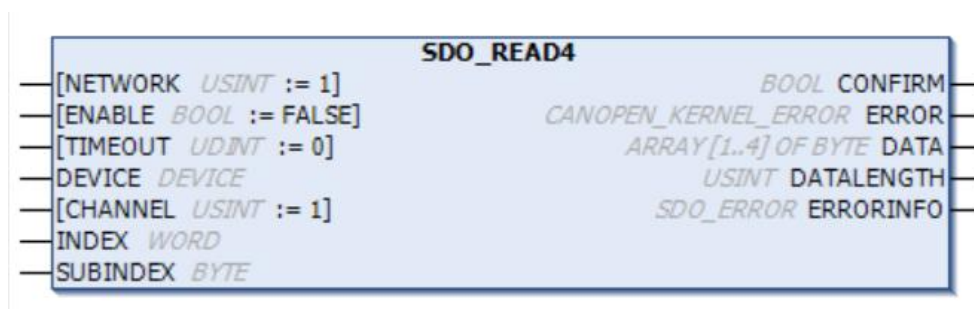 SDO_READ4
[NETWORK USINT := 1] BOOL CONFIRM
[ENABLE BOOL := FALSE] CANOPEN_KERNEL_ERROR ERROR
[TIMEOUT UDINT := 0] ARRAY [1..4] OF BYTE DATA
DEVICE DEVICE USINT DATALENGTH
[CHANNEL USINT := 1] SDO_ERROR ERRORINFO
INDEX WORD
SUBINDEX BYTE